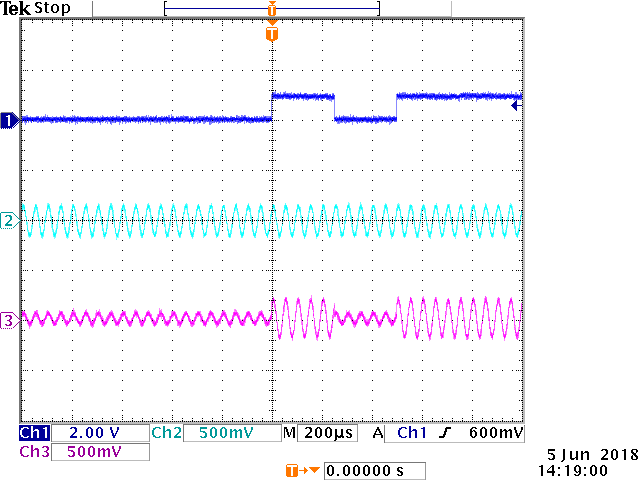 Tek Stop
T
T
1
2
3
Ch1 2.00 V Ch2 500mV M 200µs A Ch1 600mV
Ch3 500mV
T 0.00000 s
5 Jun 2018
14:19:00